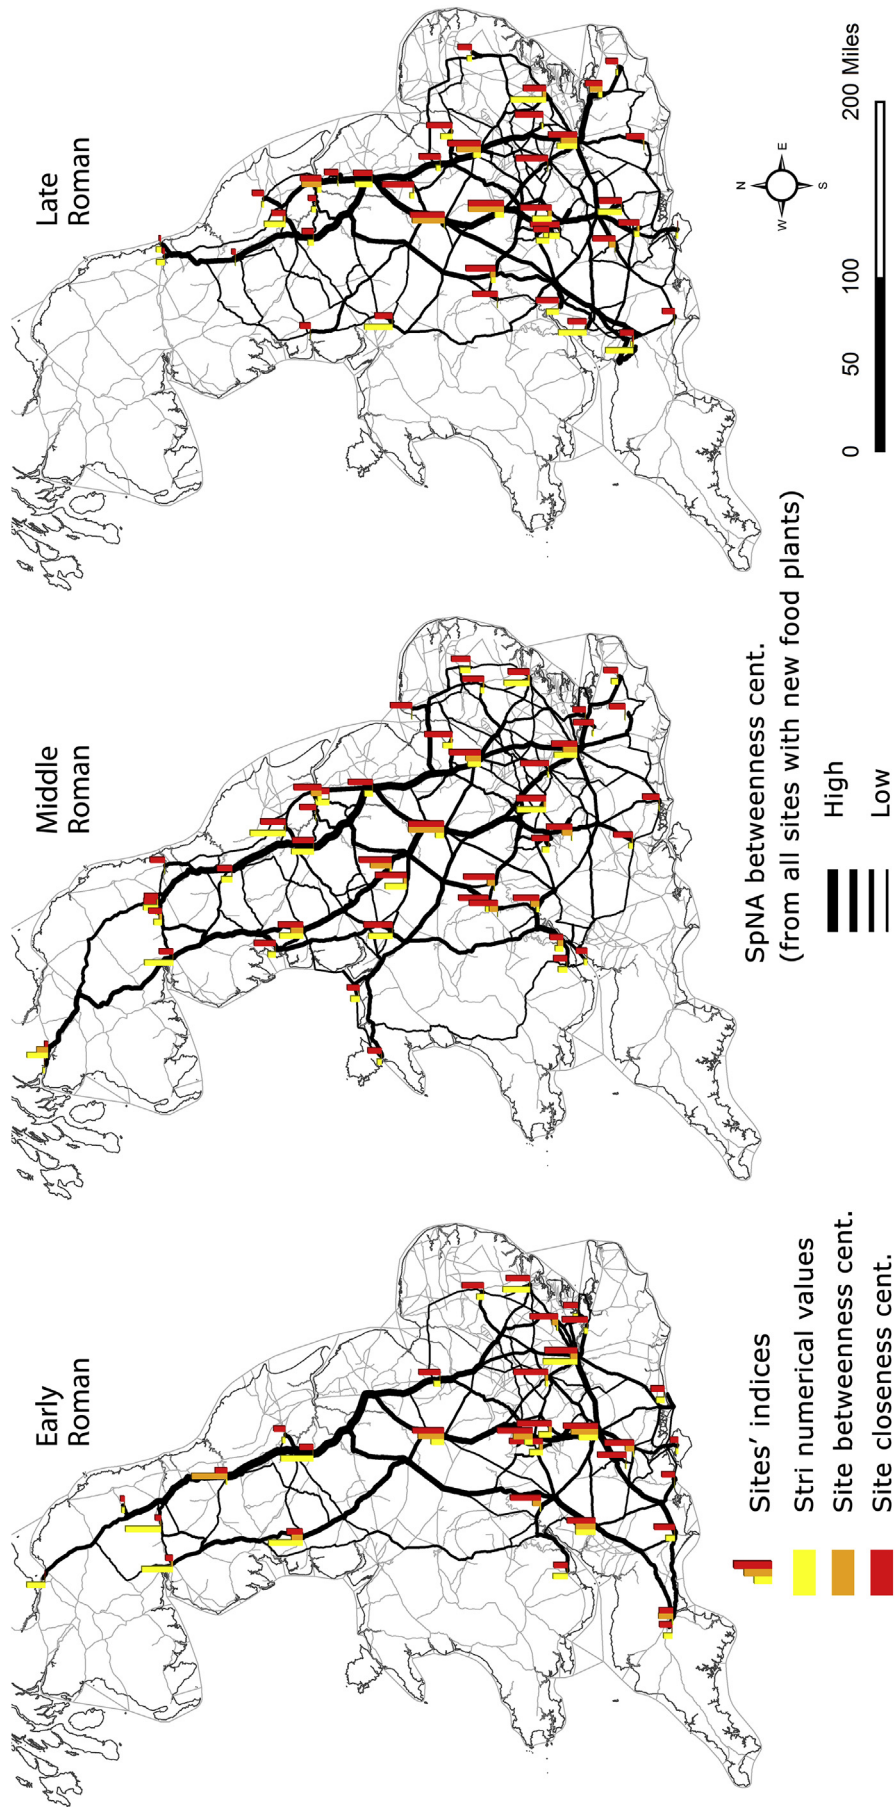 Early
Roman
Middle
Roman
Late
Roman
Sites' indices
Stri numerical values
Site betweenness cent.
Site closeness cent.
SpNA betweenness cent.
(from all sites with new food plants)
High
Low
N
W
E
S
0
50
100
200 Miles